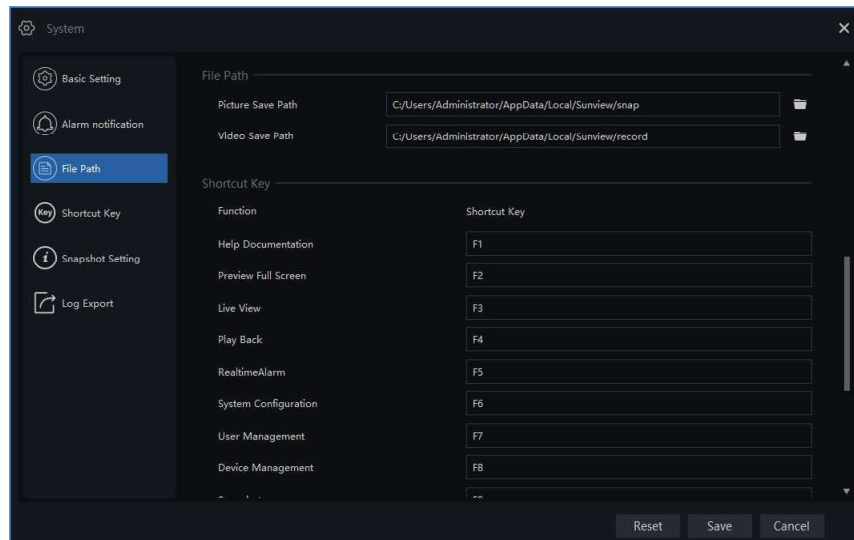 System
Basic Setting
Alarm notification
File Path
Key Shortcut Key
Snapshot Setting
Log Export
File Path
Picture Save Path C:/Users/Administrator/AppData/Local/Sunview/snap
Video Save Path C:/Users/Administrator/AppData/Local/Sunview/record
Shortcut Key
Function Shortcut Key
Help Documentation F1
Preview Full Screen F2
Live View F3
Play Back F4
RealtimeAlarm F5
System Configuration F6
User Management F7
Device Management F8
Reset Save Cancel